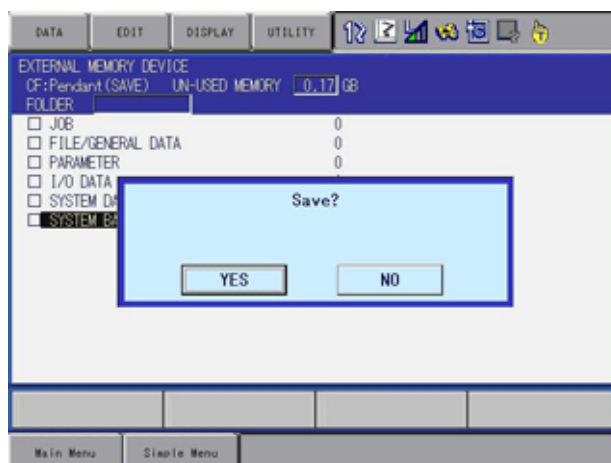 DATA EDIT DISPLAY UTILITY
EXTERNAL MEMORY DEVICE
CF:Pendant(SAVE) UN-USED MEMORY 0.17 GB
FOLDER
JOB 0
FILE/GENERAL DATA 0
PARAMETER 0
I/O DATA
SYSTEM DA
SYSTEM BA
Save?
YES NO
Main Menu Simple Menu